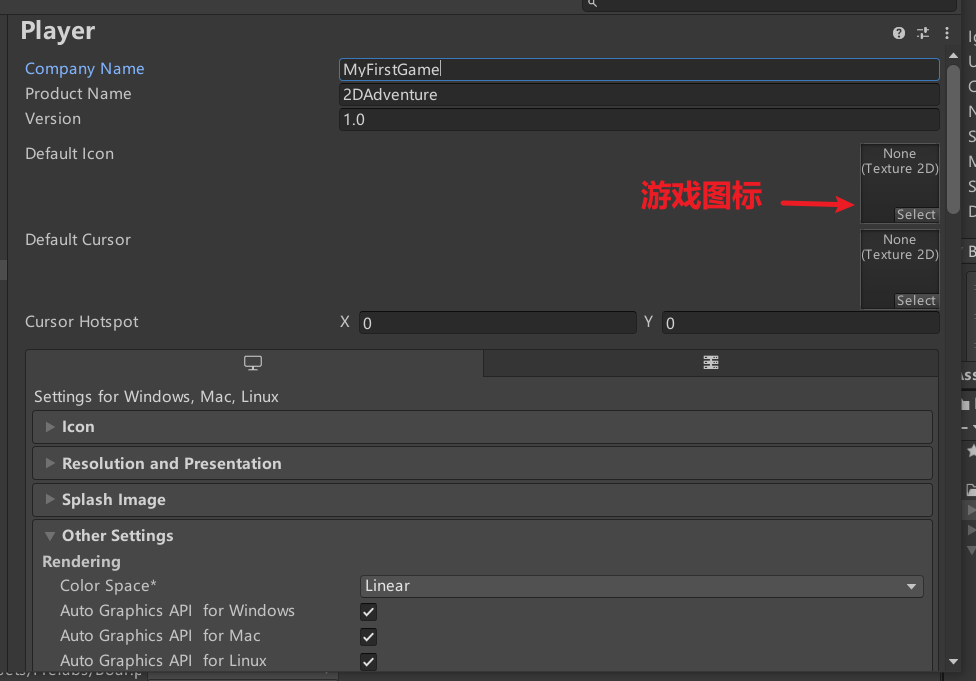 Player
Company Name MyFirstGame
Product Name 2DAdventure
Version 1.0
Default Icon None
(Texture 2D)
游戏图标
Select
Default Cursor None
(Texture 2D)
Select
Cursor Hotspot X 0 Y 0
Settings for Windows, Mac, Linux
Icon
Resolution and Presentation
Splash Image
Other Settings
Rendering
Color Space* Linear
Auto Graphics API for Windows
Auto Graphics API for Mac
Auto Graphics API for Linux